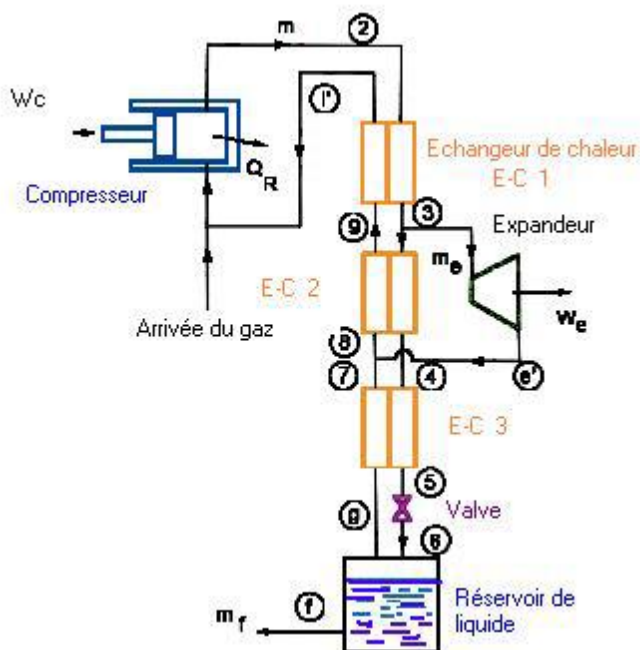 m
2
1'
Wc
Q_R
Compresseur
Echangeur de chaleur
E-C 1
3
Expandeur
9
m_e
E-C 2
W_e
Arrivée du gaz
8
7
4
e'
E-C 3
5
g
Valve
6
m_f
f
Réservoir de
liquide